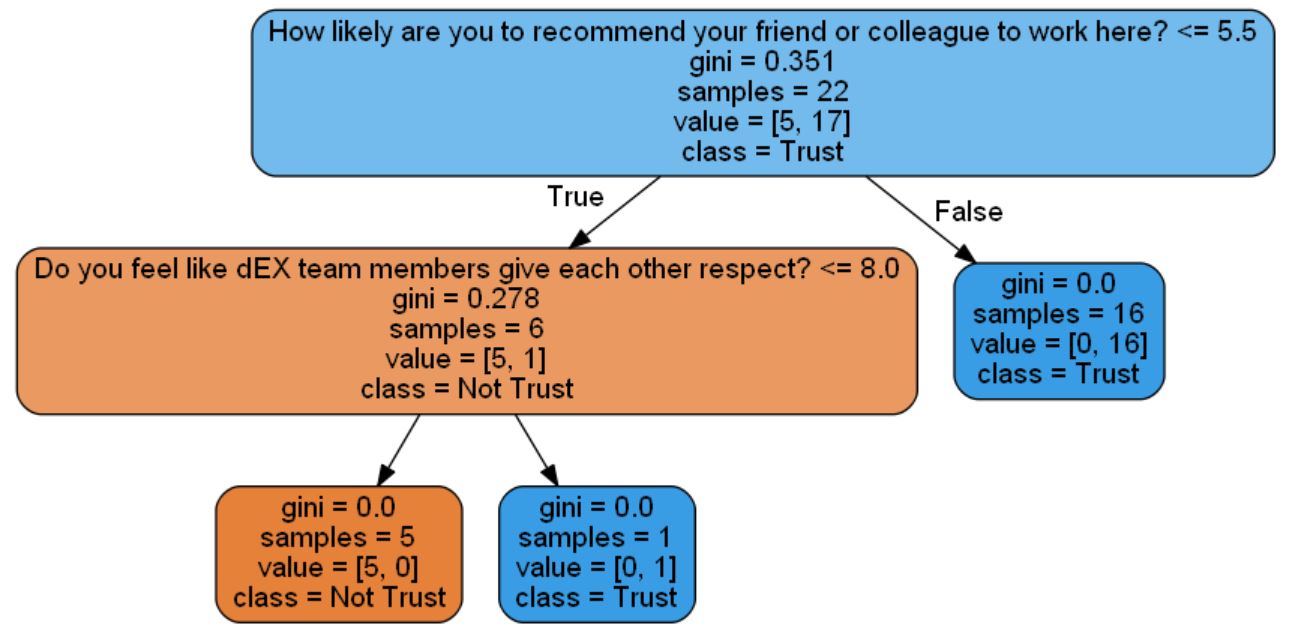 How likely are you to recommend your friend or colleague to work here? <= 5.5
gini = 0.351
samples = 22
value = [5, 17]
class = Trust
True
False
Do you feel like dEX team members give each other respect? <= 8.0
gini = 0.278
samples = 6
value = [5, 1]
class = Not Trust
gini = 0.0
samples = 16
value = [0, 16]
class = Trust
gini = 0.0
samples = 5
value = [5, 0]
class = Not Trust
gini = 0.0
samples = 1
value = [0, 1]
class = Trust